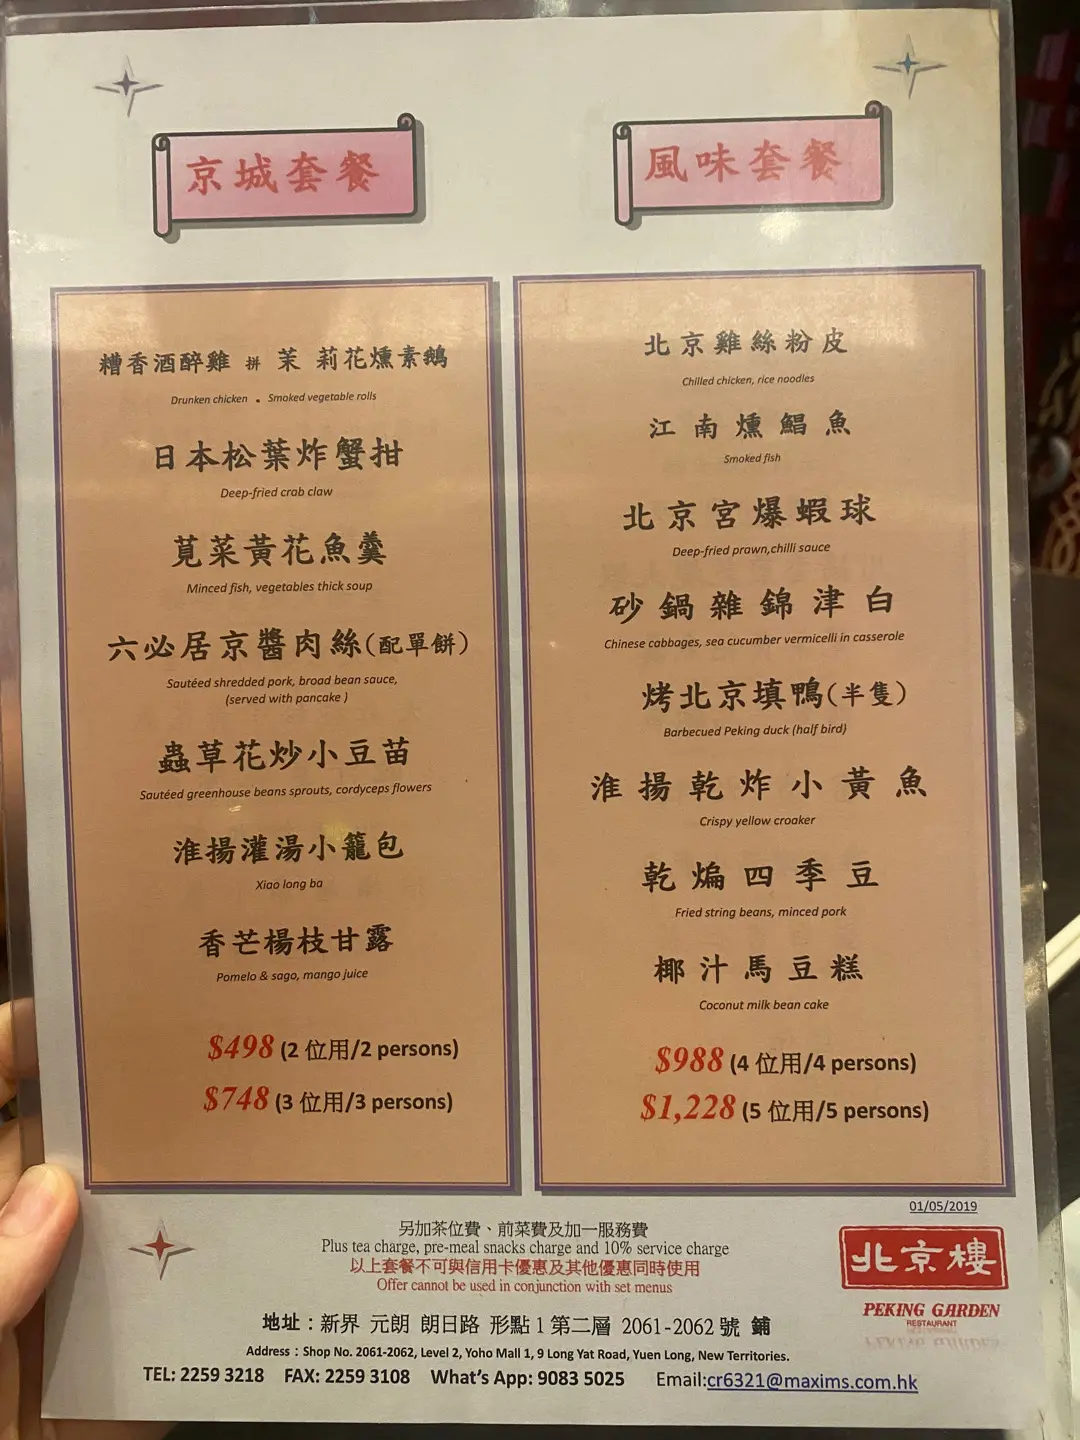 京城套餐
糟香酒醉雞 拼 茉 莉花燻素鵝
Drunken chicken . Smoked vegetable rolls
日本松葉炸蟹拑
Deep-fried crab claw
莧菜黃花魚羹
Minced fish, vegetables thick soup
六必居京醬肉絲(配單餅)
Sautéed shredded pork, broad bean sauce,
(served with pancake )
蟲草花炒小豆苗
Sautéed greenhouse beans sprouts, cordyceps flowers
淮揚灌湯小籠包
Xiao long ba
香芒楊枝甘露
Pomelo & sago, mango juice
$498 (2 位用/2 persons)
$748 (3 位用/3 persons)
風味套餐
北京雞絲粉皮
Chilled chicken, rice noodles
江南燻鯧魚
Smoked fish
北京宮爆蝦球
Deep-fried prawn,chilli sauce
砂鍋雜錦津白
Chinese cabbages, sea cucumber vermicelli in casserole
烤北京填鴨(半隻)
Barbecued Peking duck (half bird)
淮揚乾炸小黃魚
Crispy yellow croaker
乾煸四季豆
Fried string beans, minced pork
椰汁馬豆糕
Coconut milk bean cake
$988 (4 位用/4 persons)
$1,228 (5 位用/5 persons)
01/05/2019
另加茶位費、前菜費及加一服務費
Plus tea charge, pre-meal snacks charge and 10% service charge
以上套餐不可與信用卡優惠及其他優惠同時使用
Offer cannot be used in conjunction with set menus
北京樓
PEKING GARDEN
RESTAURANT
地址：新界 元朗 朗日路 形點 1 第二層 2061-2062 號 鋪
Address : Shop No. 2061-2062, Level 2, Yoho Mall 1, 9 Long Yat Road, Yuen Long, New Territories.
TEL: 2259 3218 FAX: 2259 3108 What's App: 9083 5025 Email:cr6321@maxims.com.hk